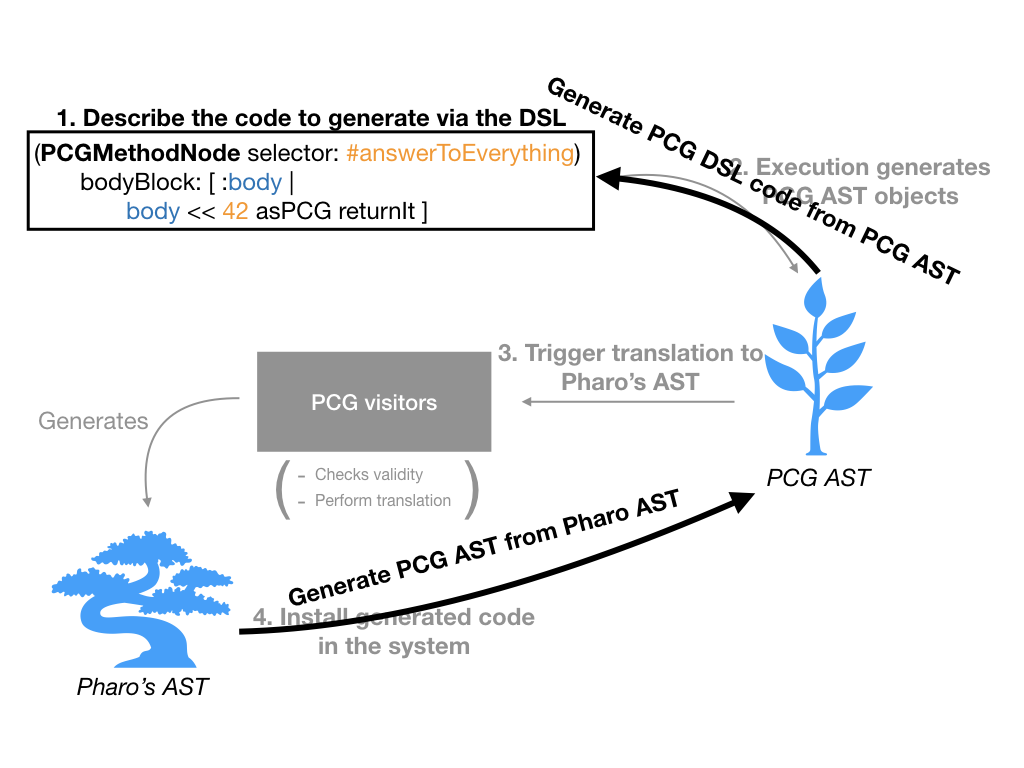 Generate PCG DSL code from PCG AST
1. Describe the code to generate via the DSL
(PCGMethodNode selector: #answerToEverything)
bodyBlock: [ :body |
body << 42 asPCG returnIt ]
2. Execution generates
PCG AST objects
3. Trigger translation to
Pharo’s AST
PCG visitors
Generates
- Checks validity
- Perform translation
PCG AST
Generate PCG AST from Pharo AST
4. Install generated code
in the system
Pharo’s AST